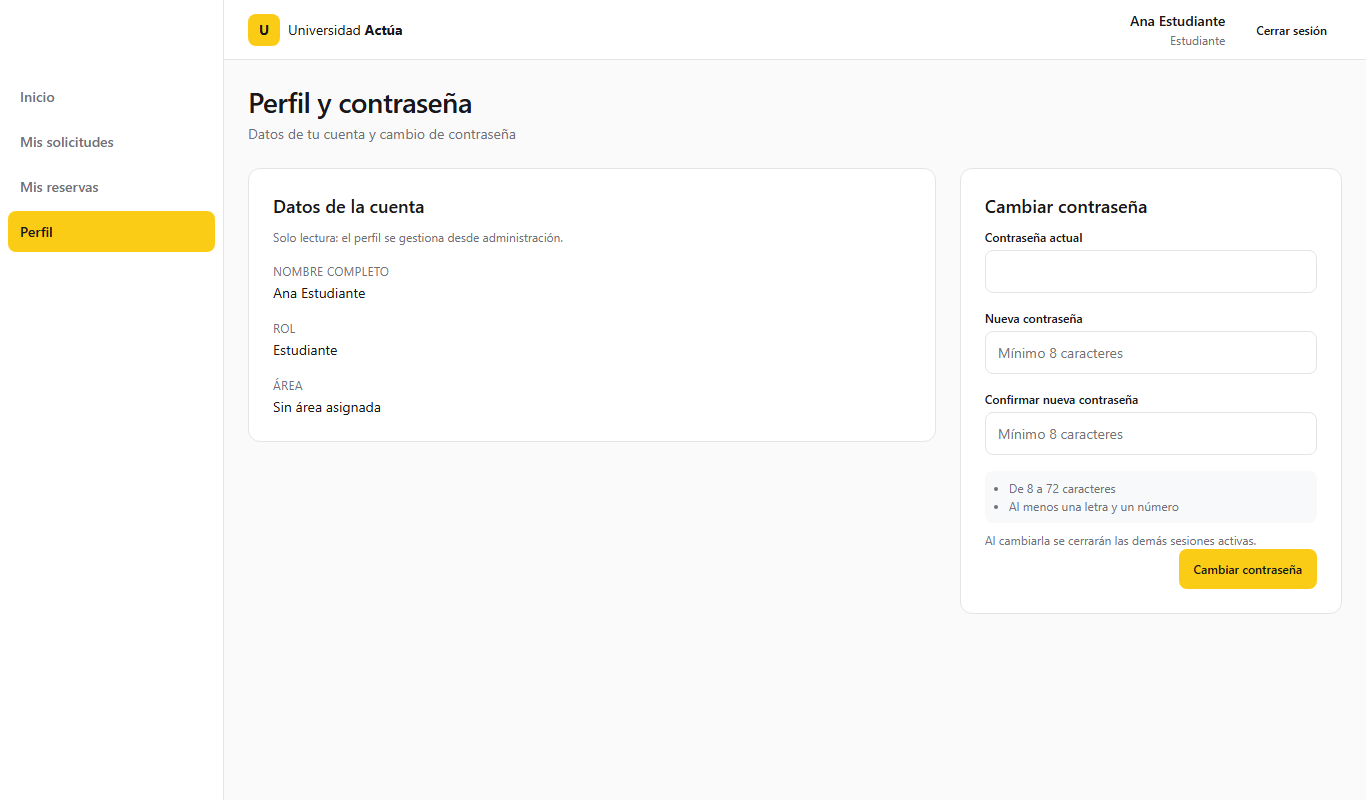 U
Universidad Actúa
Ana Estudiante
Estudiante
Cerrar sesión
Inicio
Mis solicitudes
Mis reservas
Perfil
Perfil y contraseña
Datos de tu cuenta y cambio de contraseña
Datos de la cuenta
Solo lectura: el perfil se gestiona desde administración.
NOMBRE COMPLETO
Ana Estudiante
ROL
Estudiante
ÁREA
Sin área asignada
Cambiar contraseña
Contraseña actual
Nueva contraseña
Mínimo 8 caracteres
Confirmar nueva contraseña
Mínimo 8 caracteres
• De 8 a 72 caracteres
• Al menos una letra y un número
Al cambiarla se cerrarán las demás sesiones activas.
Cambiar contraseña